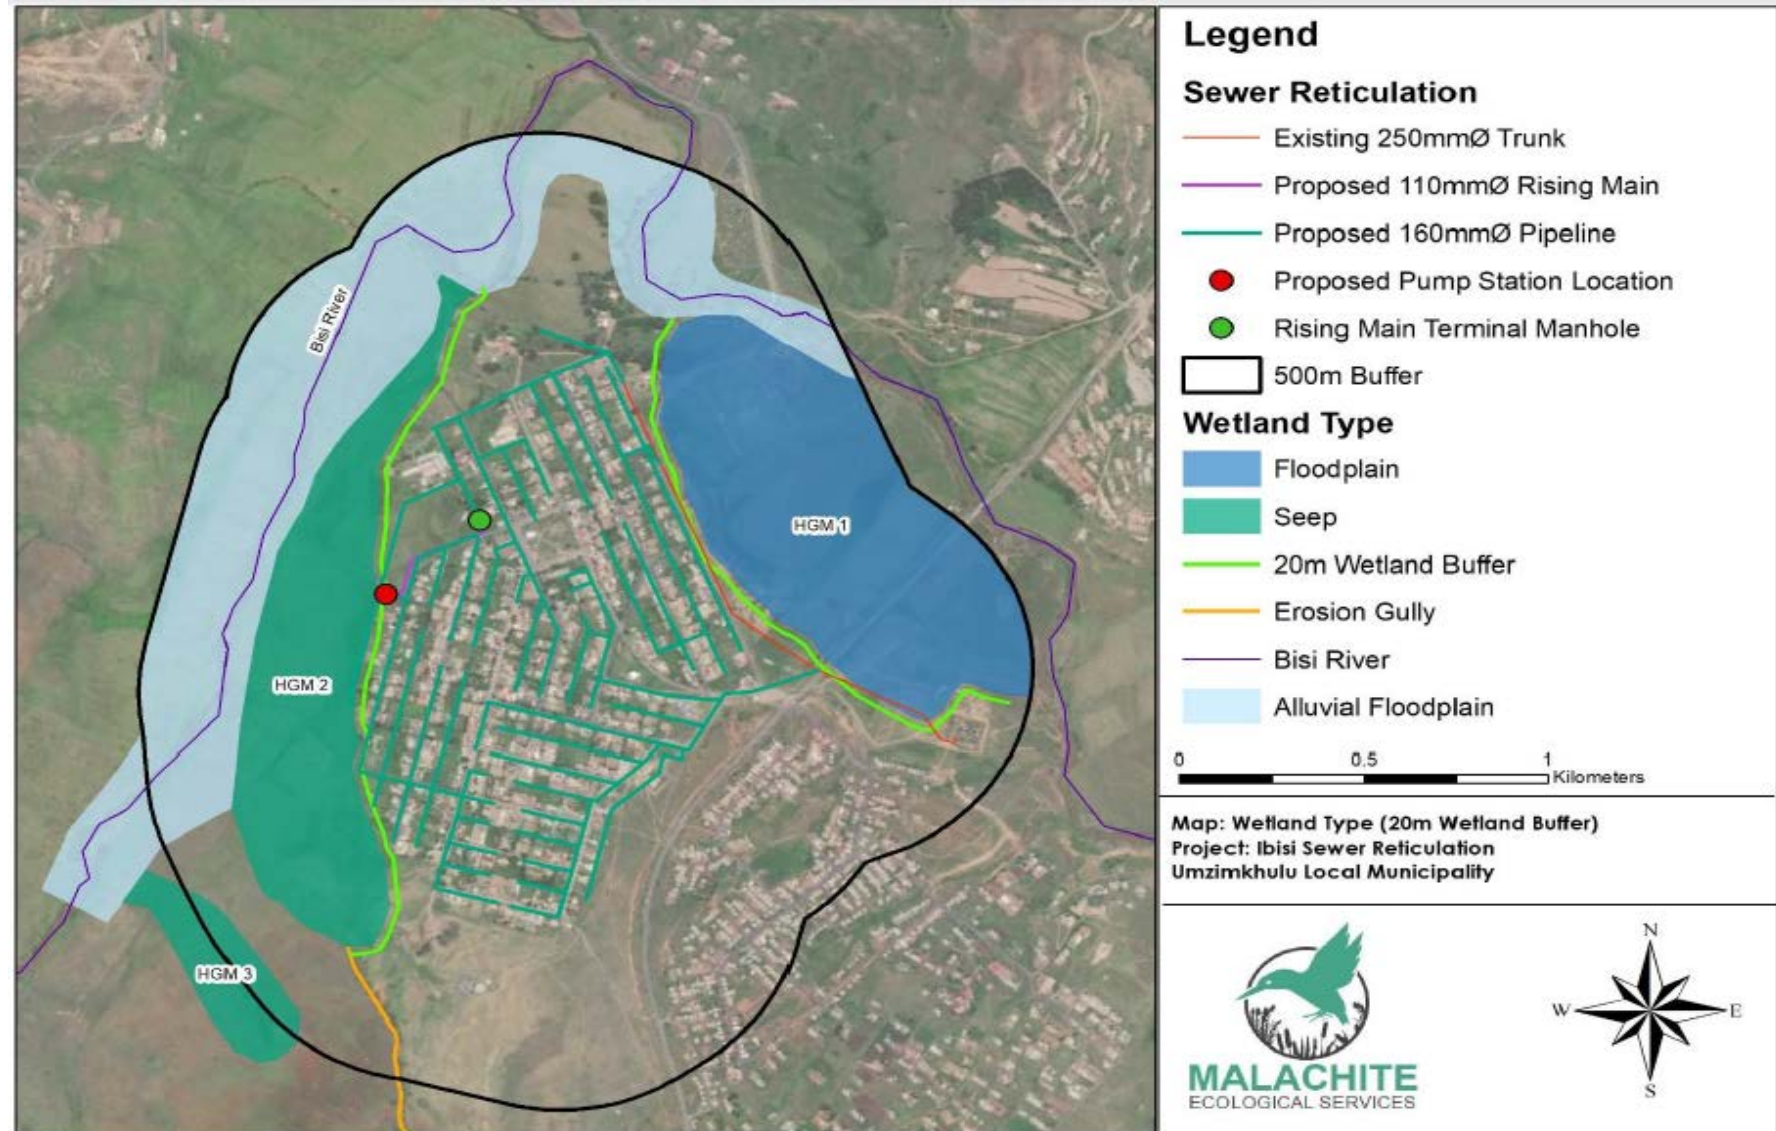 Bisi River
HGM 1
HGM 2
HGM 3
Legend
Sewer Reticulation
Existing 250mmØ Trunk
Proposed 110mmØ Rising Main
Proposed 160mmØ Pipeline
Proposed Pump Station Location
Rising Main Terminal Manhole
500m Buffer
Wetland Type
Floodplain
Seep
20m Wetland Buffer
Erosion Gully
Bisi River
Alluvial Floodplain
0 0.5 1
Kilometers
Map: Wetland Type (20m Wetland Buffer)
Project: Ibisi Sewer Reticulation
Umzimkhulu Local Municipality
MALACHITE
ECOLOGICAL SERVICES
N
W E
S